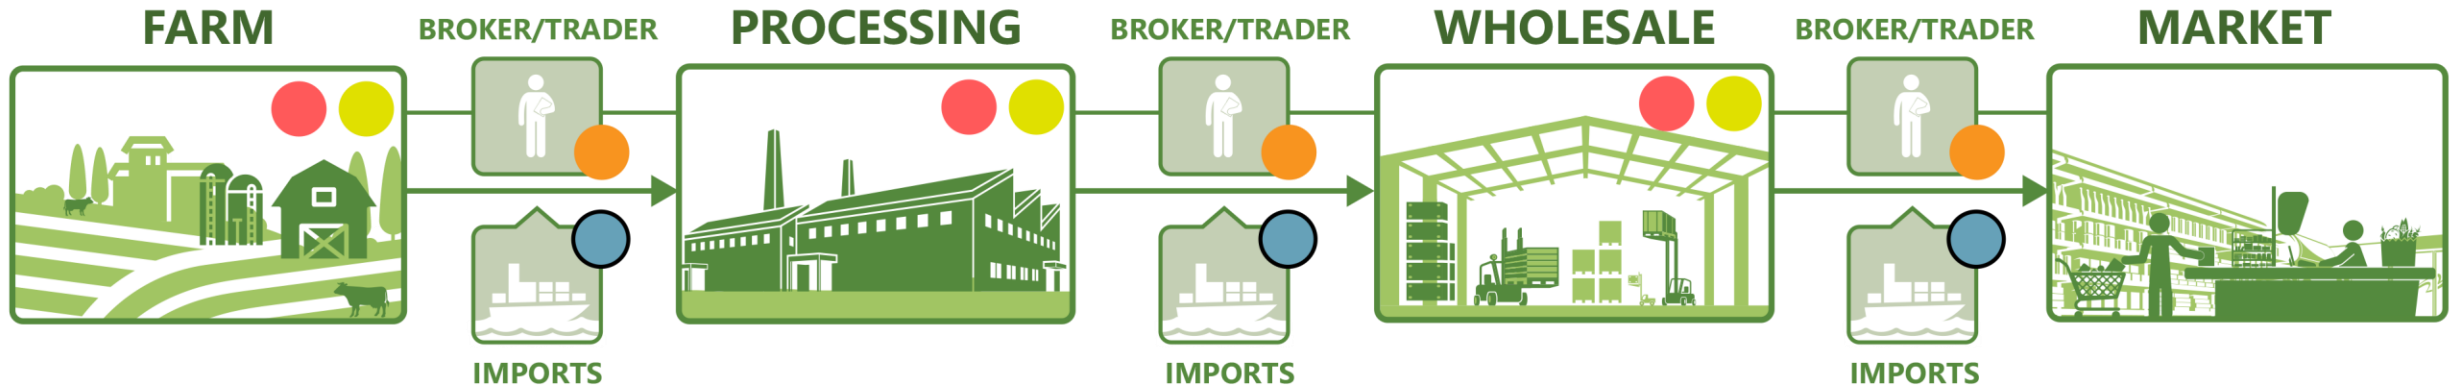 FARM
BROKER/TRADER
PROCESSING
BROKER/TRADER
WHOLESALE
BROKER/TRADER
MARKET
IMPORTS
IMPORTS
IMPORTS